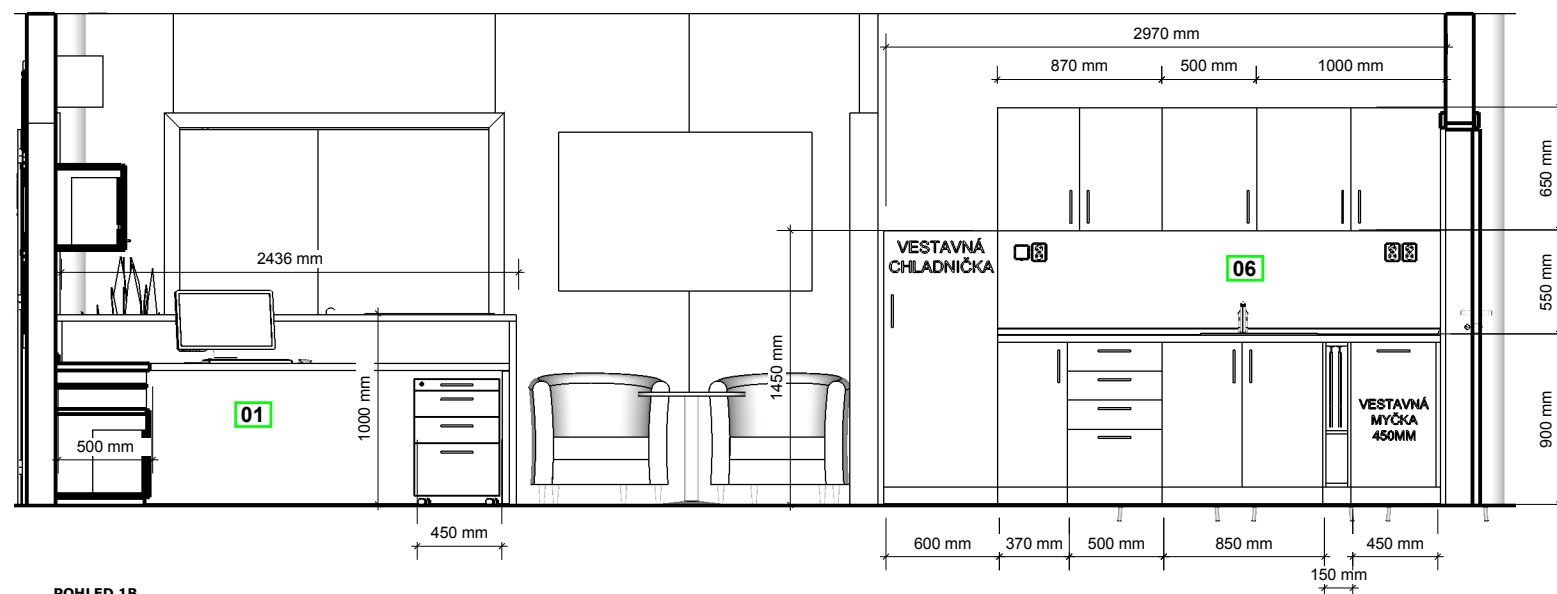 2970 mm
870 mm
500 mm
1000 mm
650 mm
VESTAVNÁ
CHLADNIČKA
06
2436 mm
550 mm
1450 mm
1000 mm
01
500 mm
VESTAVNÁ
MYČKA
450MM
900 mm
450 mm
600 mm
370 mm
500 mm
850 mm
450 mm
150 mm
POHLED 1B